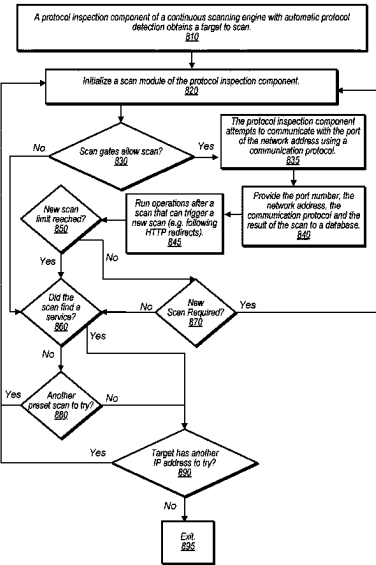 A protocol inspection component of a continuous scanning engine with automatic protocol
detection obtains a target to scan.
810
Initialize a scan module of the protocol inspection component.
820
Scan gates allow scan?
830
Yes
No
The protocol inspection component
attempts to communicate with the port
of the network address using a
communication protocol.
835
Provide the port number, the
network address, the
communication protocol and the
result of the scan to a database.
840
Run operations after a
scan that can trigger a
new scan (e.g. following
HTTP redirects).
845
New scan
limit reached?
850
Yes
No
Did the
scan find a
service?
860
No
New
Scan Required?
870
Yes
Yes
No
Another
preset scan to try?
880
Yes
No
Target has another
IP address to try?
890
Yes
No
Exit.
895